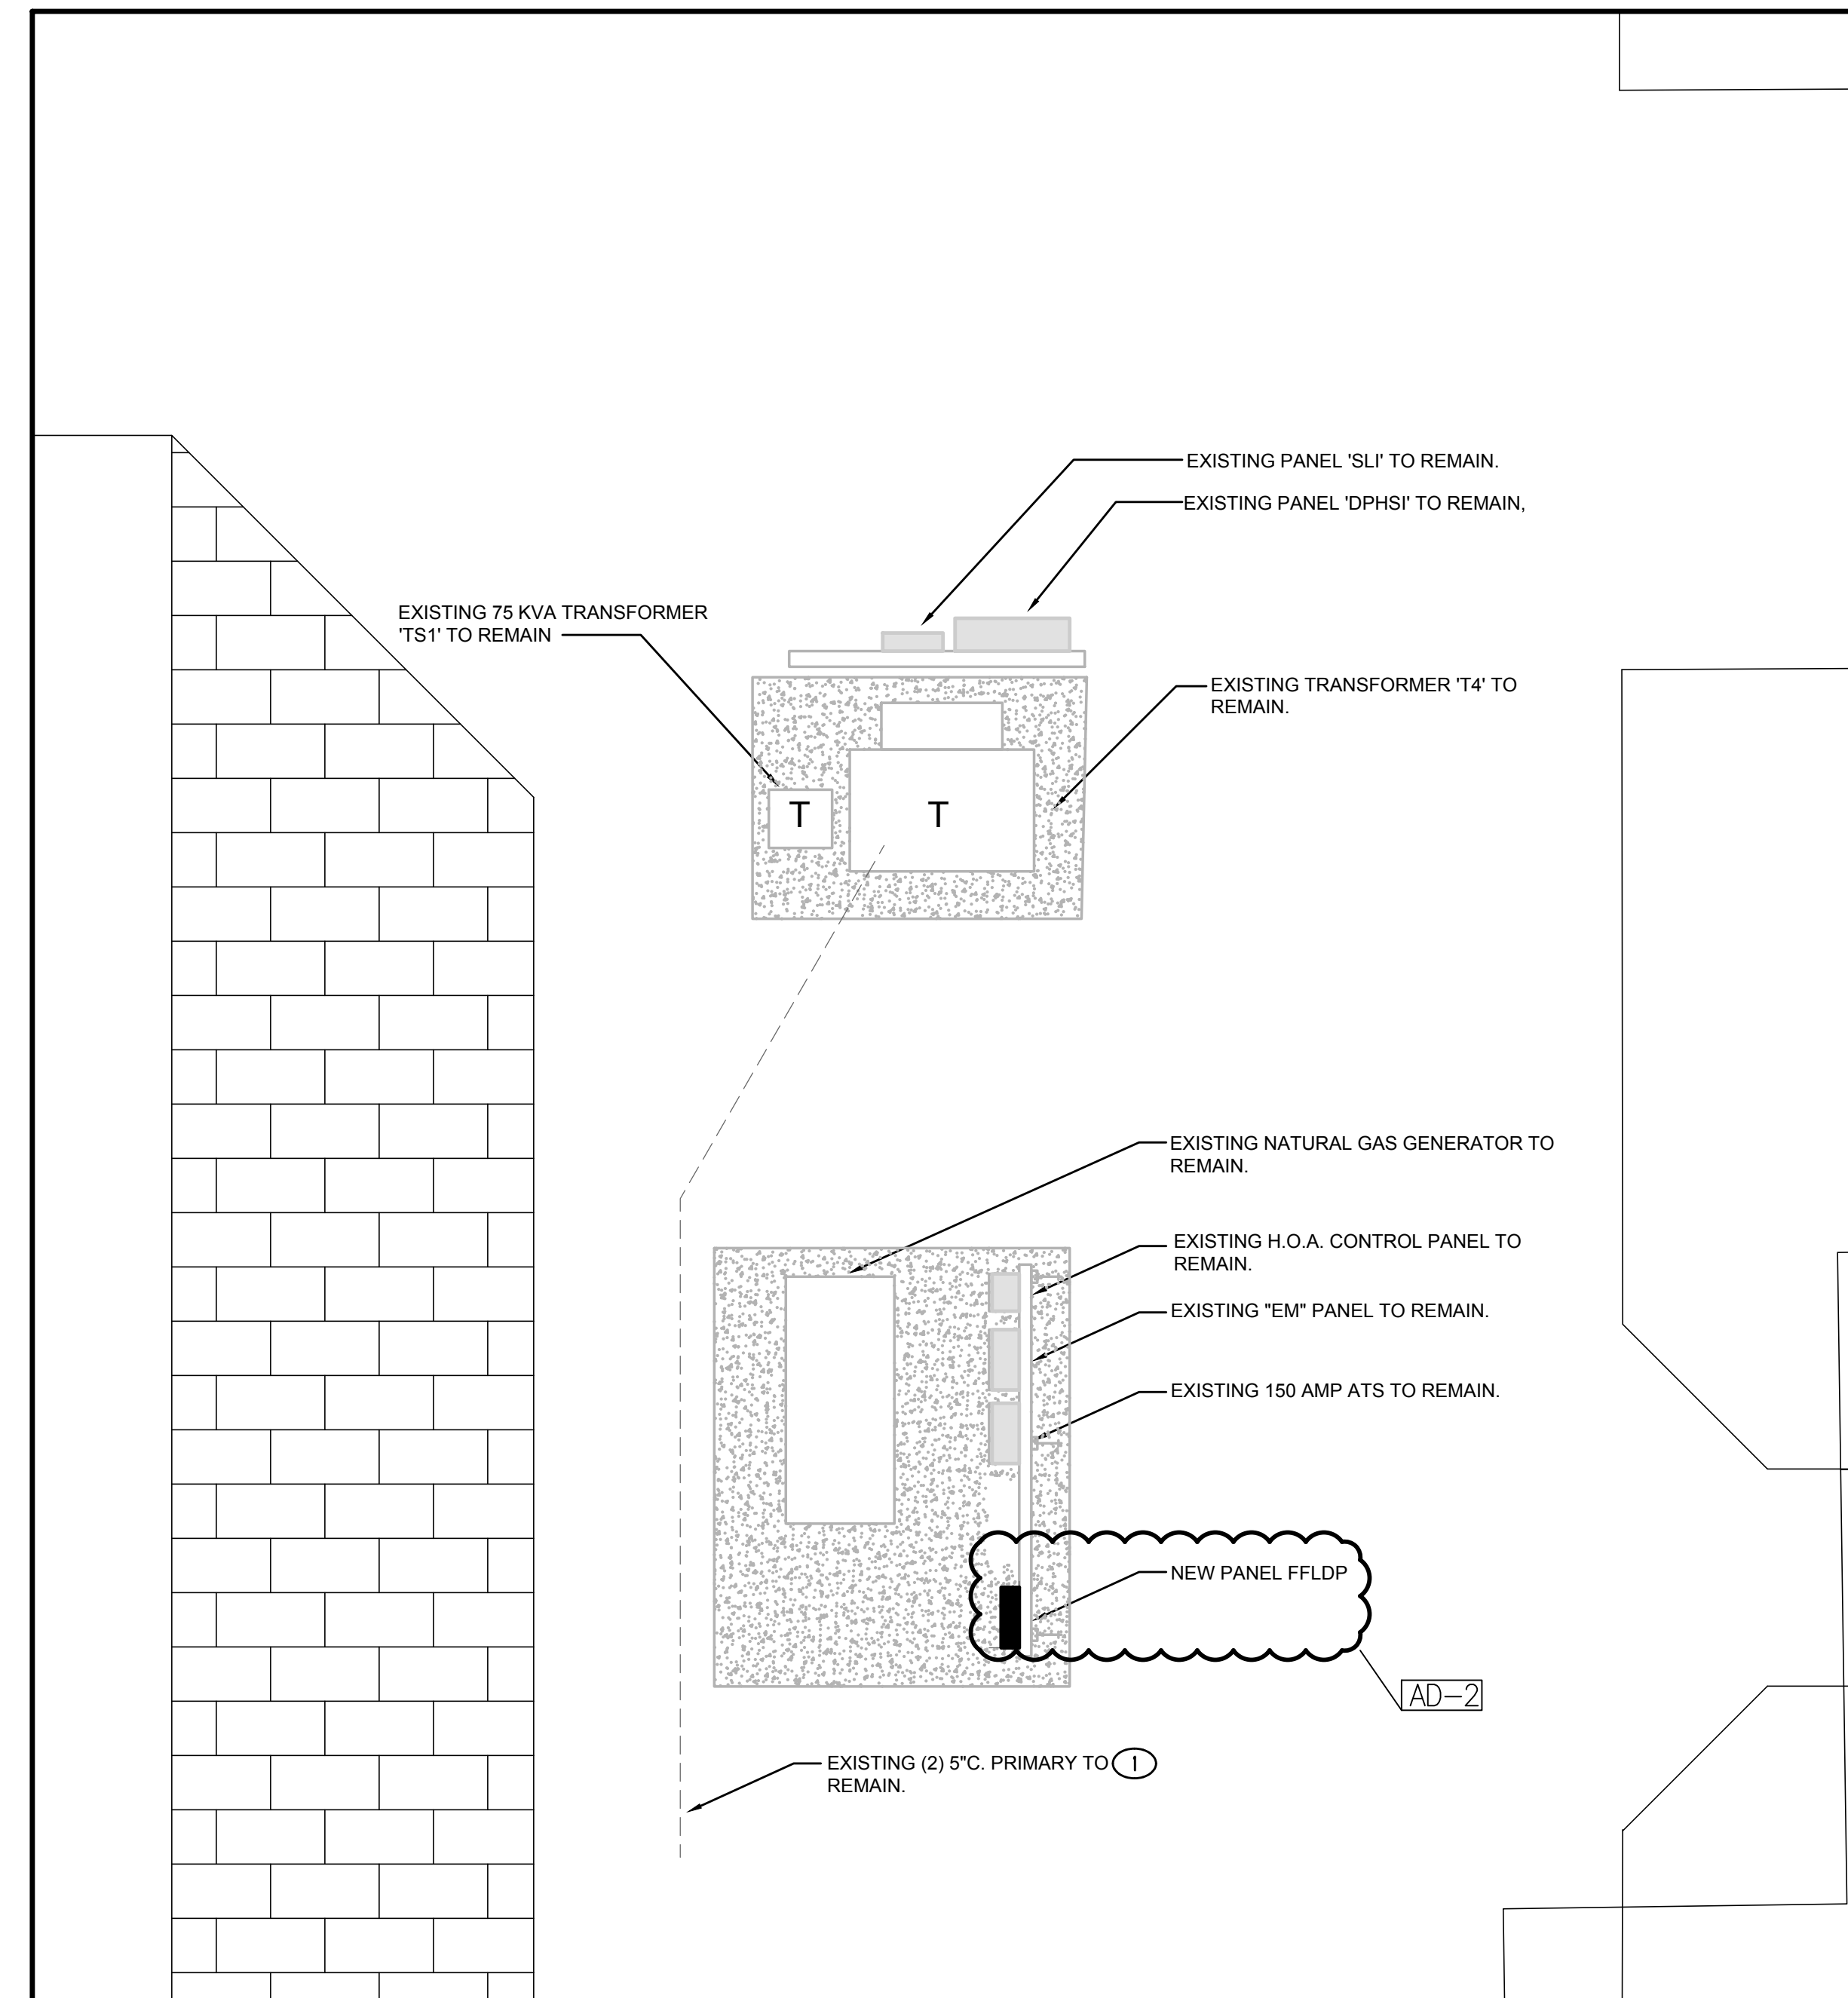 EXISTING PANEL 'SLI' TO REMAIN.
EXISTING PANEL 'DPHSI' TO REMAIN,
EXISTING 75 KVA TRANSFORMER
'TS1' TO REMAIN
EXISTING TRANSFORMER 'T4' TO
REMAIN.
T
T
EXISTING NATURAL GAS GENERATOR TO
REMAIN.
EXISTING H.O.A. CONTROL PANEL TO
REMAIN.
EXISTING "EM" PANEL TO REMAIN.
EXISTING 150 AMP ATS TO REMAIN.
NEW PANEL FFLDP
AD-2
EXISTING (2) 5"C. PRIMARY TO 1
REMAIN.